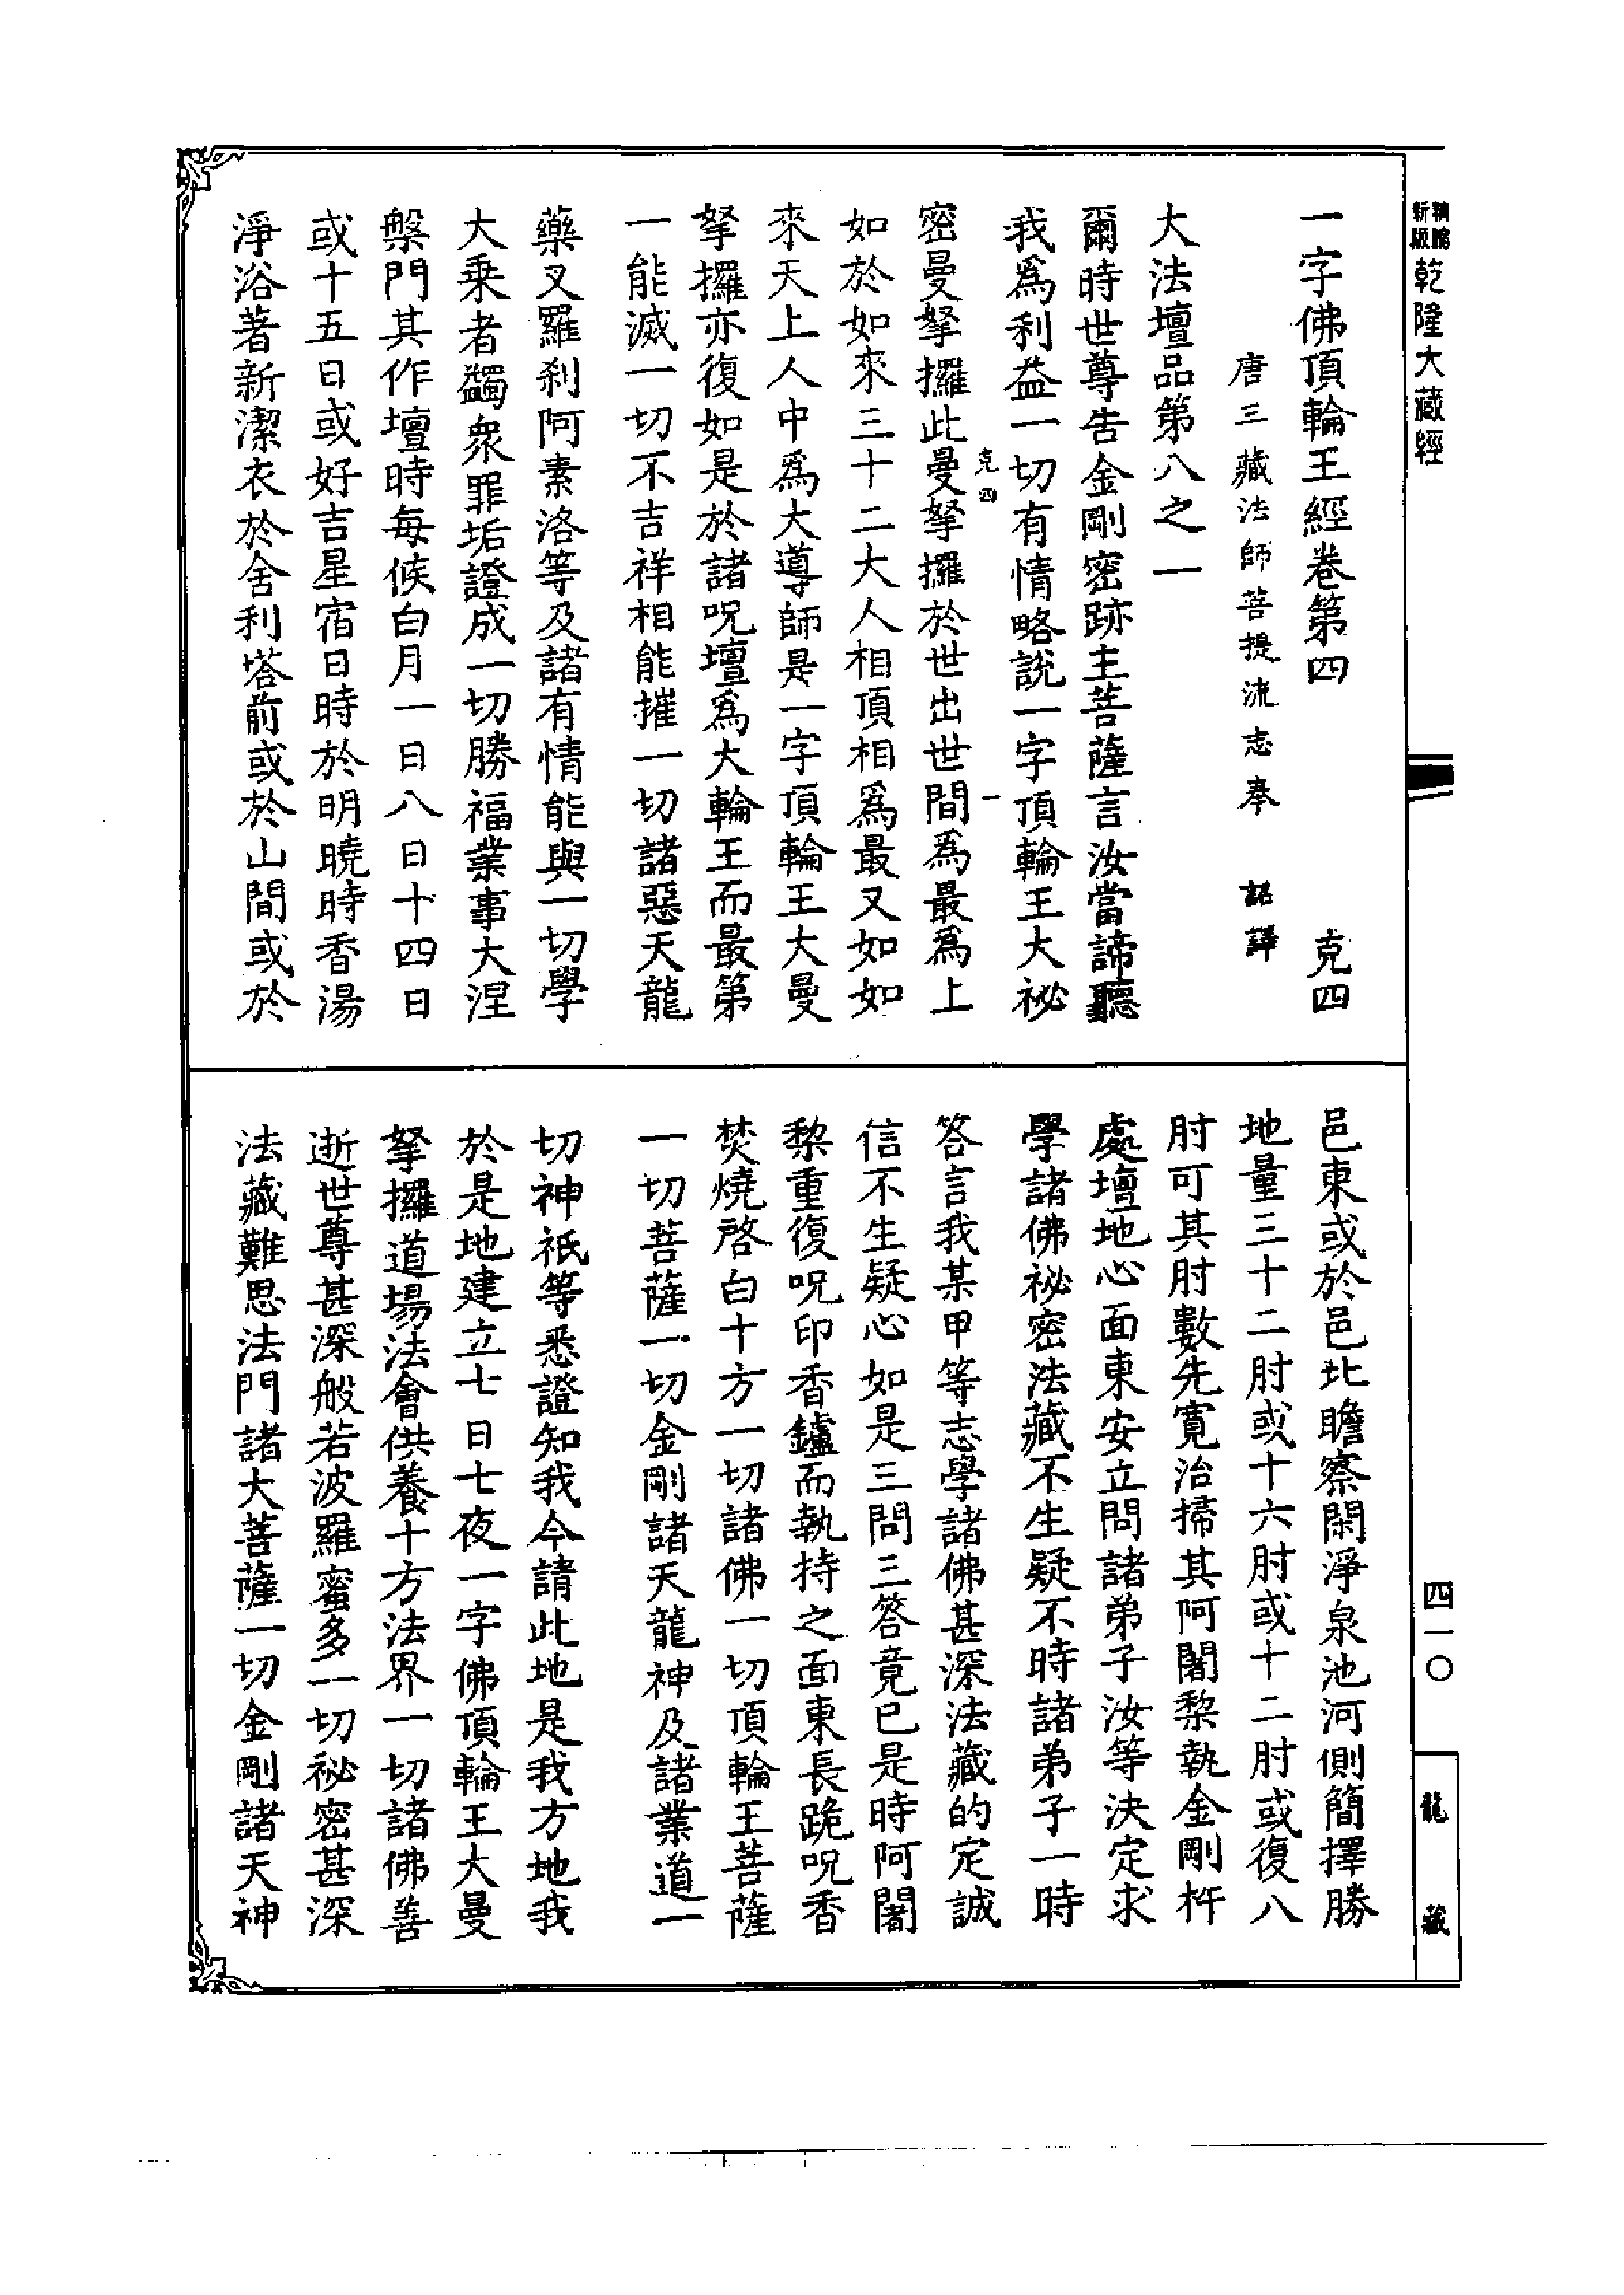 精縮新版乾隆大藏經
一字佛頂輪王經卷第四 克四
唐三藏法師菩提流志奉 詔譯
大法壇品第八之一
爾時世尊告金剛密跡主菩薩言汝當諦聽
我爲利益一切有情略說一字頂輪王大祕
克四 一
密曼拏攞此曼拏攞於世出世間爲最爲上
如於如來三十二大人相頂相爲最又如如
來天上人中爲大導師是一字頂輪王大曼
拏攞亦復如是於諸呪壇爲大輪王而最第
一能滅一切不吉祥相能摧一切諸惡天龍
藥叉羅刹阿素洛等及諸有情能與一切學
大乘者蠲衆罪垢證成一切勝福業事大涅
槃門其作壇時每候白月一日八日十四日
或十五日或好吉星宿日時於明曉時香湯
淨浴著新潔衣於舍利塔前或於山間或於
邑東或於邑北瞻察閑淨泉池河側簡擇勝
地量三十二肘或十六肘或十二肘或復八
肘可其肘數先寬治掃其阿闍梨執金剛杵
處壇地心面東安立問諸弟子汝等決定求
學諸佛祕密法藏不生疑不時諸弟子一時
答言我某甲等志學諸佛甚深法藏的定誠
信不生疑心如是三問三答竟已是時阿闍
黎重復呪印香鑪而執持之面東長跪呪香
焚燒啓白十方一切諸佛一切頂輪王菩薩
一切菩薩一切金剛諸天龍神及諸業道一
切神祇等悉證知我今請此地是我方地我
於是地建立七日七夜一字佛頂輪王大曼
拏攞道場法會供養十方法界一切諸佛善
逝世尊甚深般若波羅蜜多一切祕密甚深
法藏難思法門諸大菩薩一切金剛諸天神
四一〇
龍藏